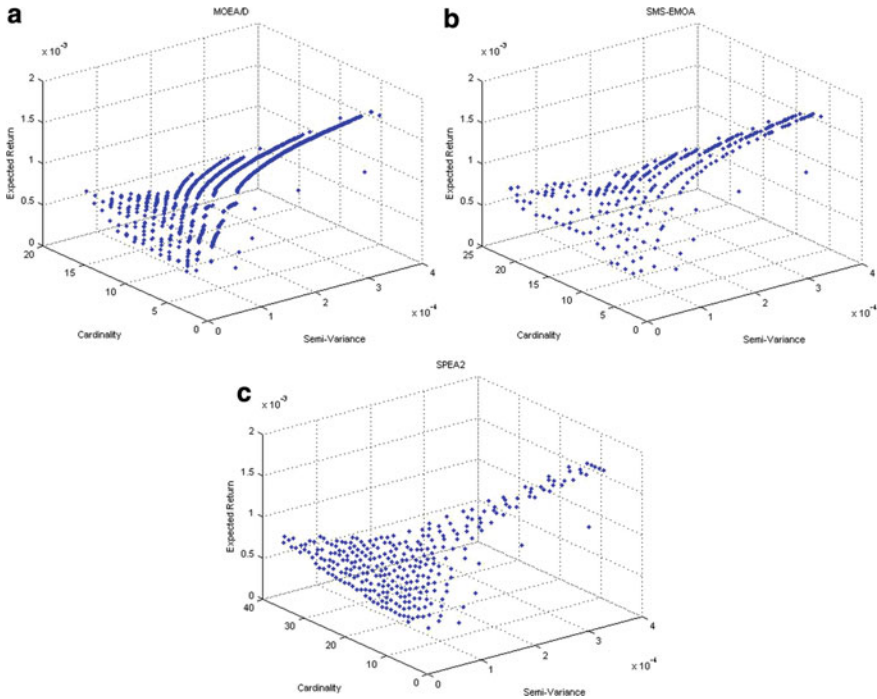 a
MOEA/D
x 10⁻³
2
1.5
1
0.5
0
Expected Return
20
15
10
5
0
Cardinality
0
1
2
3
4
x 10⁻⁴
Semi-Variance
b
SMS-EMOA
x 10⁻³
2
1.5
1
0.5
0
Expected Return
25
20
15
10
5
0
Cardinality
0
1
2
3
4
x 10⁻⁴
Semi-Variance
c
SPEA2
x 10⁻³
2
1.5
1
0.5
0
Expected Return
40
30
20
10
0
Cardinality
0
1
2
3
4
x 10⁻⁴
Semi-Variance